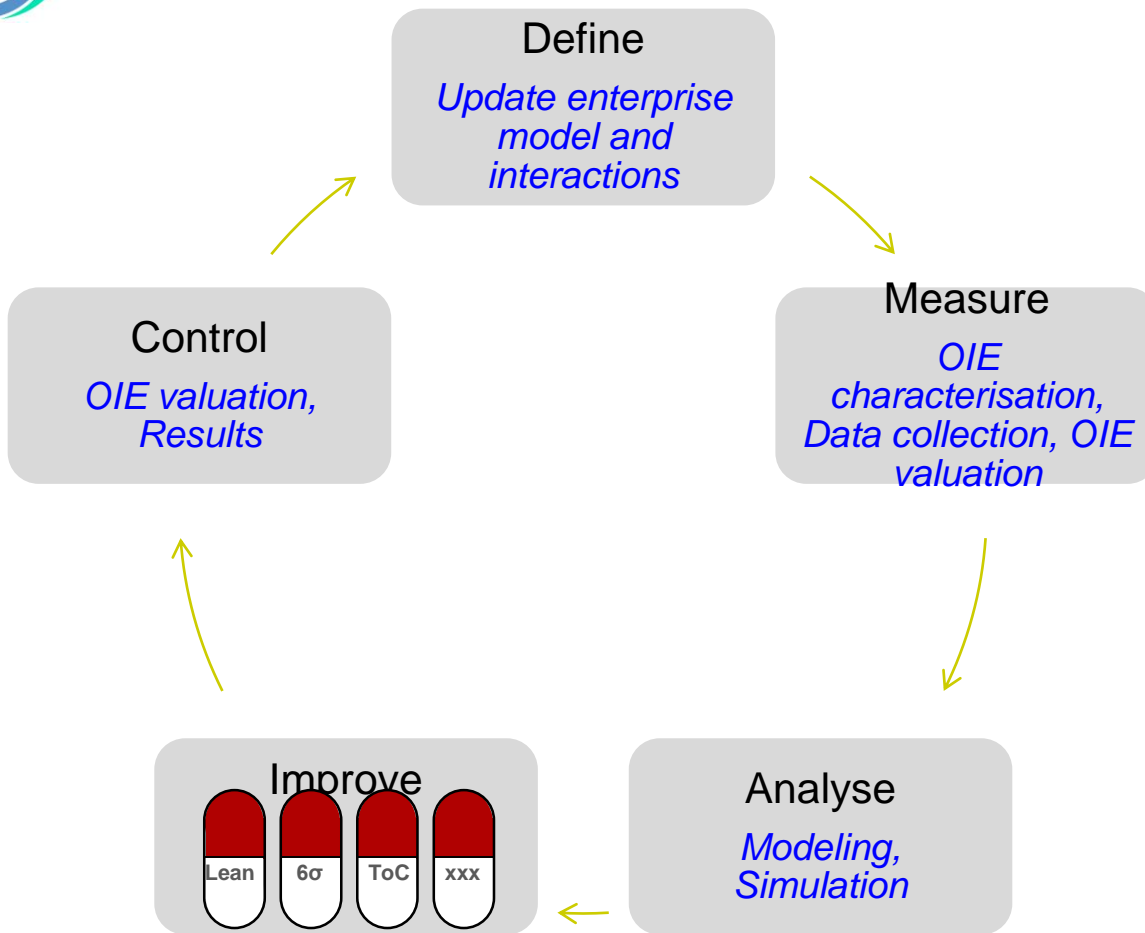 Define
Update enterprise
model and
interactions
Measure
OIE
characterisation,
Data collection, OIE
valuation
Control
OIE valuation,
Results
Improve
Lean
6σ
ToC
xxx
Analyse
Modeling,
Simulation